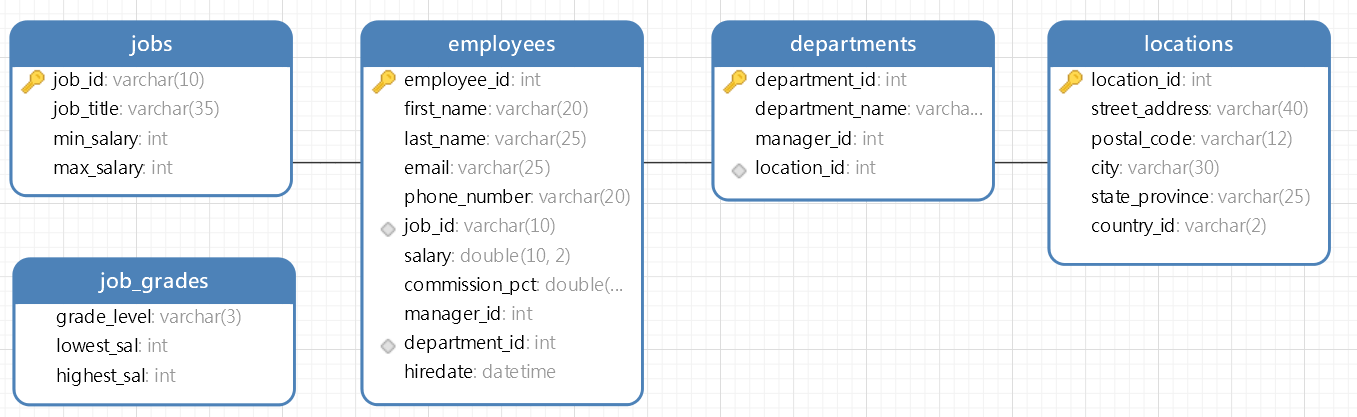 jobs
job_id: varchar(10)
job_title: varchar(35)
min_salary: int
max_salary: int
employees
employee_id: int
first_name: varchar(20)
last_name: varchar(25)
email: varchar(25)
phone_number: varchar(20)
job_id: varchar(10)
salary: double(10, 2)
commission_pct: double(...
manager_id: int
department_id: int
hiredate: datetime
departments
department_id: int
department_name: varcha...
manager_id: int
location_id: int
locations
location_id: int
street_address: varchar(40)
postal_code: varchar(12)
city: varchar(30)
state_province: varchar(25)
country_id: varchar(2)
job_grades
grade_level: varchar(3)
lowest_sal: int
highest_sal: int